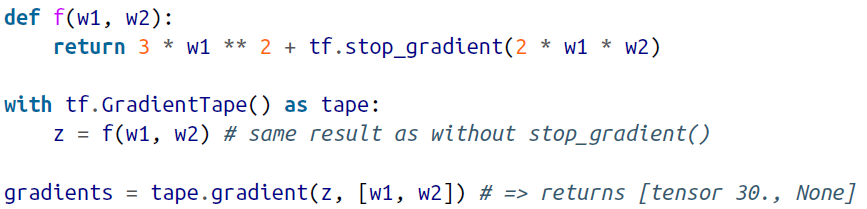 def f(w1, w2):
    return 3 * w1 ** 2 + tf.stop_gradient(2 * w1 * w2)

with tf.GradientTape() as tape:
    z = f(w1, w2) # same result as without stop_gradient()

gradients = tape.gradient(z, [w1, w2]) # => returns [tensor 30., None]